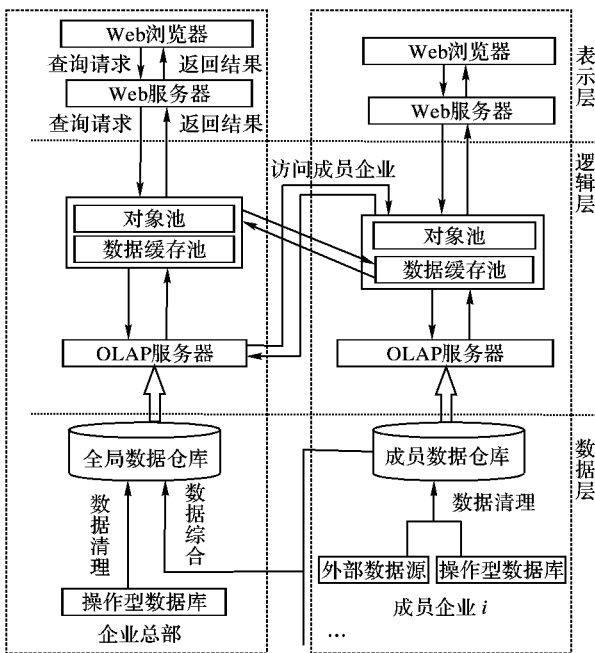 Web浏览器
查询请求 返回结果
Web服务器
查询请求 返回结果
对象池
数据缓存池
OLAP服务器
全局数据仓库
数据清理
数据综合
操作型数据库
企业总部
访问成员企业
Web浏览器
Web服务器
对象池
数据缓存池
OLAP服务器
成员数据仓库
数据清理
外部数据源 操作型数据库
成员企业 i
…
表示层
逻辑层
数据层